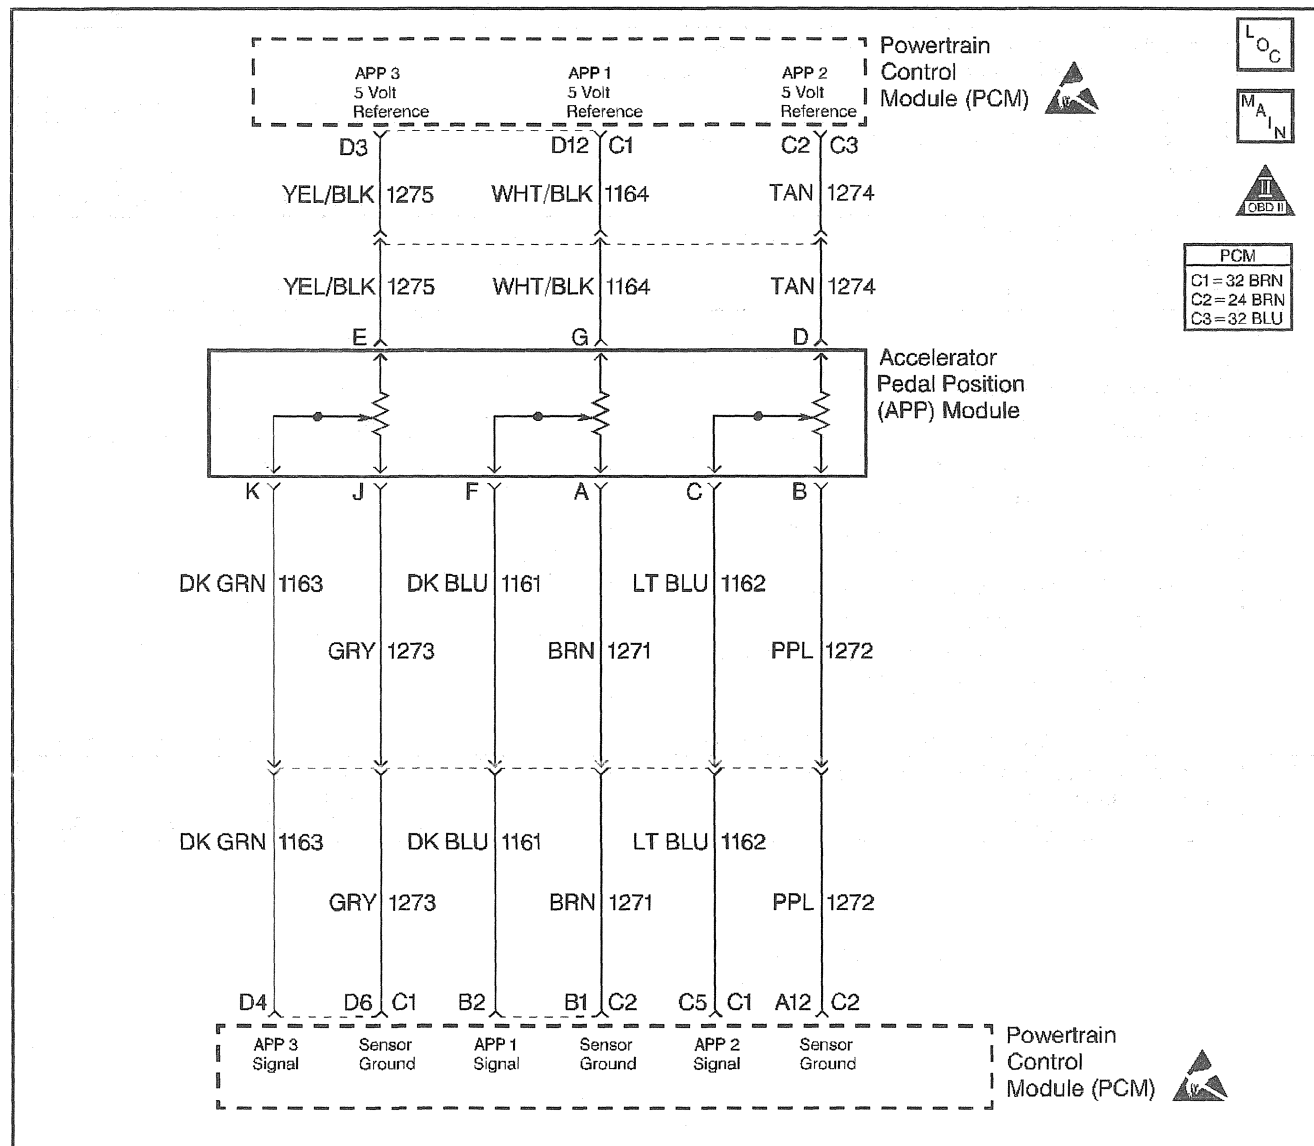 APP 3
5 Volt
Reference
APP 1
5 Volt
Reference
APP 2
5 Volt
Reference
Powertrain
Control
Module (PCM)
LOC
MAIN
II
OBD II
PCM
C1=32 BRN
C2=24 BRN
C3=32 BLU
D3 D12 C1 C2 C3
YEL/BLK 1275 WHT/BLK 1164 TAN 1274
YEL/BLK 1275 WHT/BLK 1164 TAN 1274
E G D
Accelerator
Pedal Position
(APP) Module
K J F A C B
DK GRN 1163 DK BLU 1161 LT BLU 1162
GRY 1273 BRN 1271 PPL 1272
DK GRN 1163 DK BLU 1161 LT BLU 1162
GRY 1273 BRN 1271 PPL 1272
D4 D6 C1 B2 B1 C2 C5 C1 A12 C2
APP 3
Signal
Sensor
Ground
APP 1
Signal
Sensor
Ground
APP 2
Signal
Sensor
Ground
Powertrain
Control
Module (PCM)